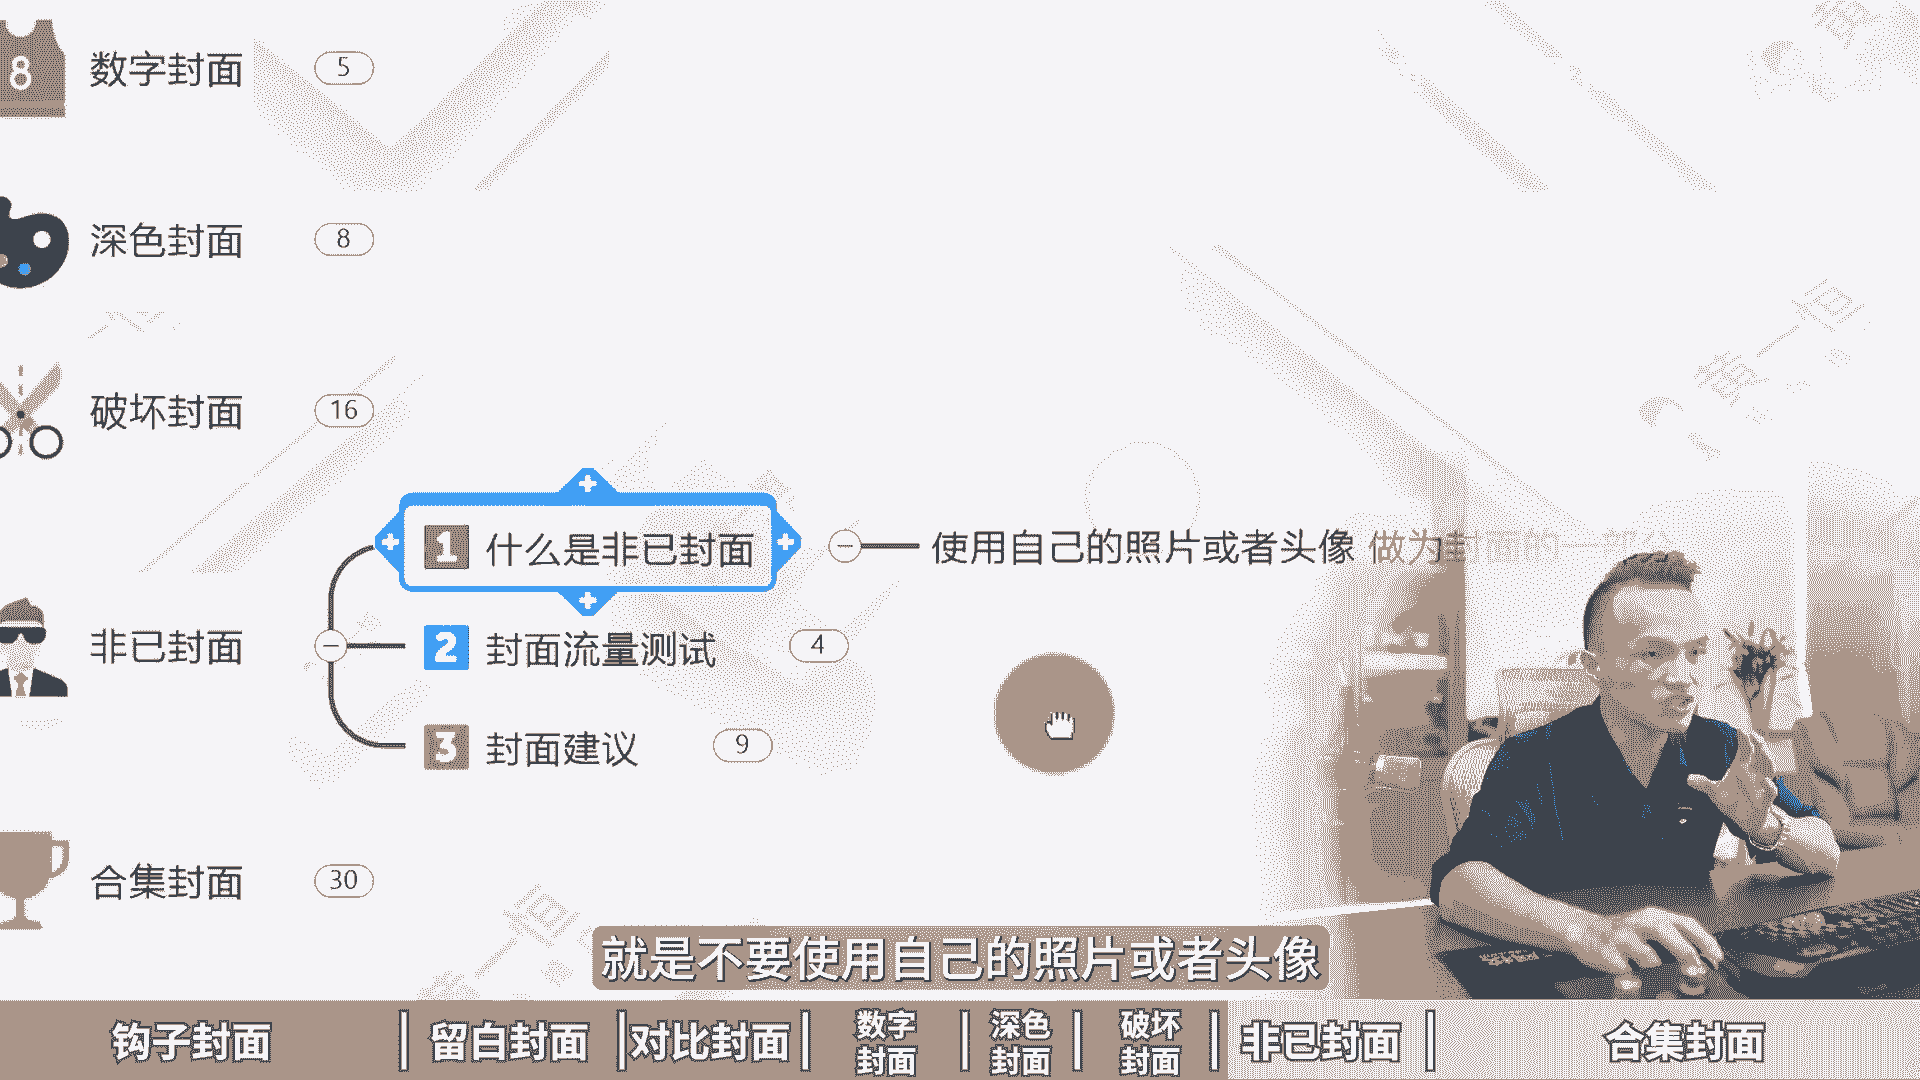 8
数字封面 5
深色封面 8
破坏封面 16
1 什么是非已封面
使用自己的照片或者头像 做为封面的一部分
非已封面
2 封面流量测试 4
3 封面建议 9
合集封面 30
就是不要使用自己的照片或者头像
钩子封面 留白封面 对比封面 数字封面 深色封面 破坏封面 非已封面 合集封面